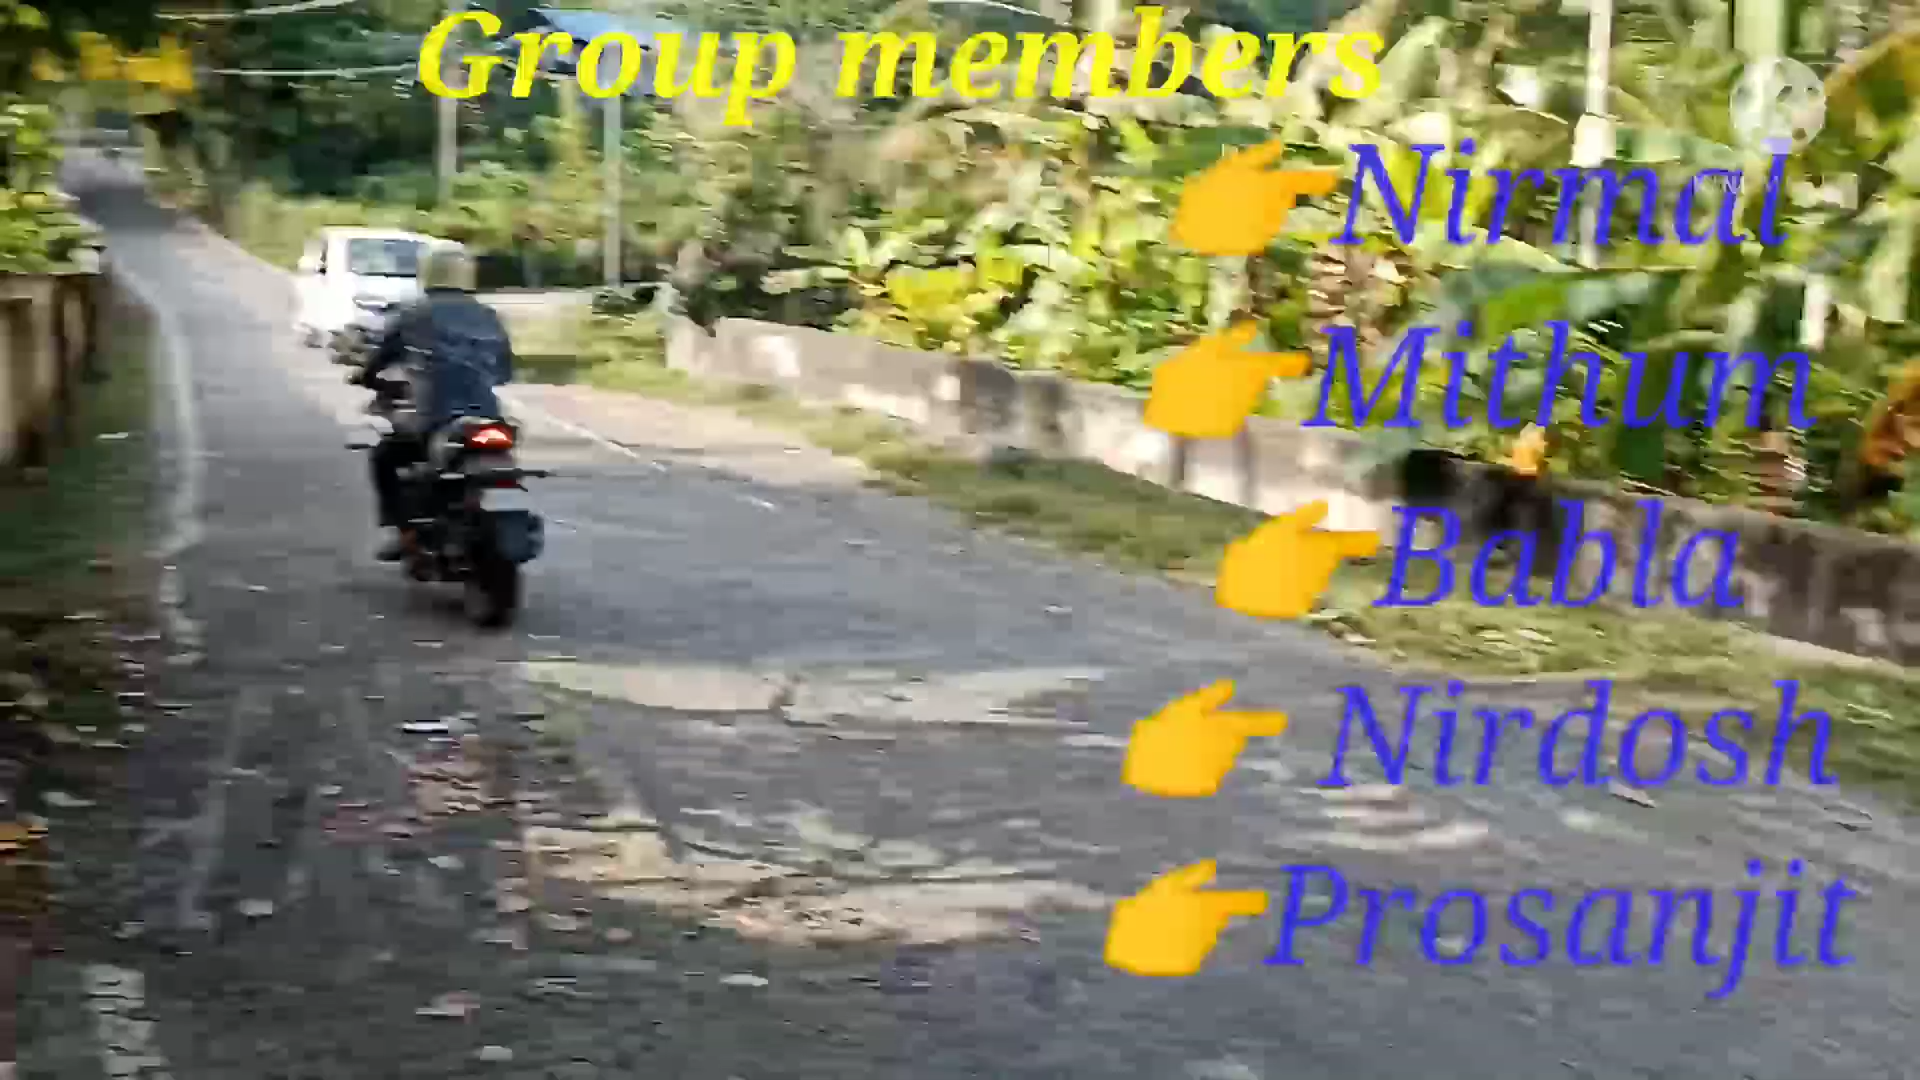 Group members
👉Nirmal
👉Mithum
👉Babla
👉Nirdosh
👉Prosanjit